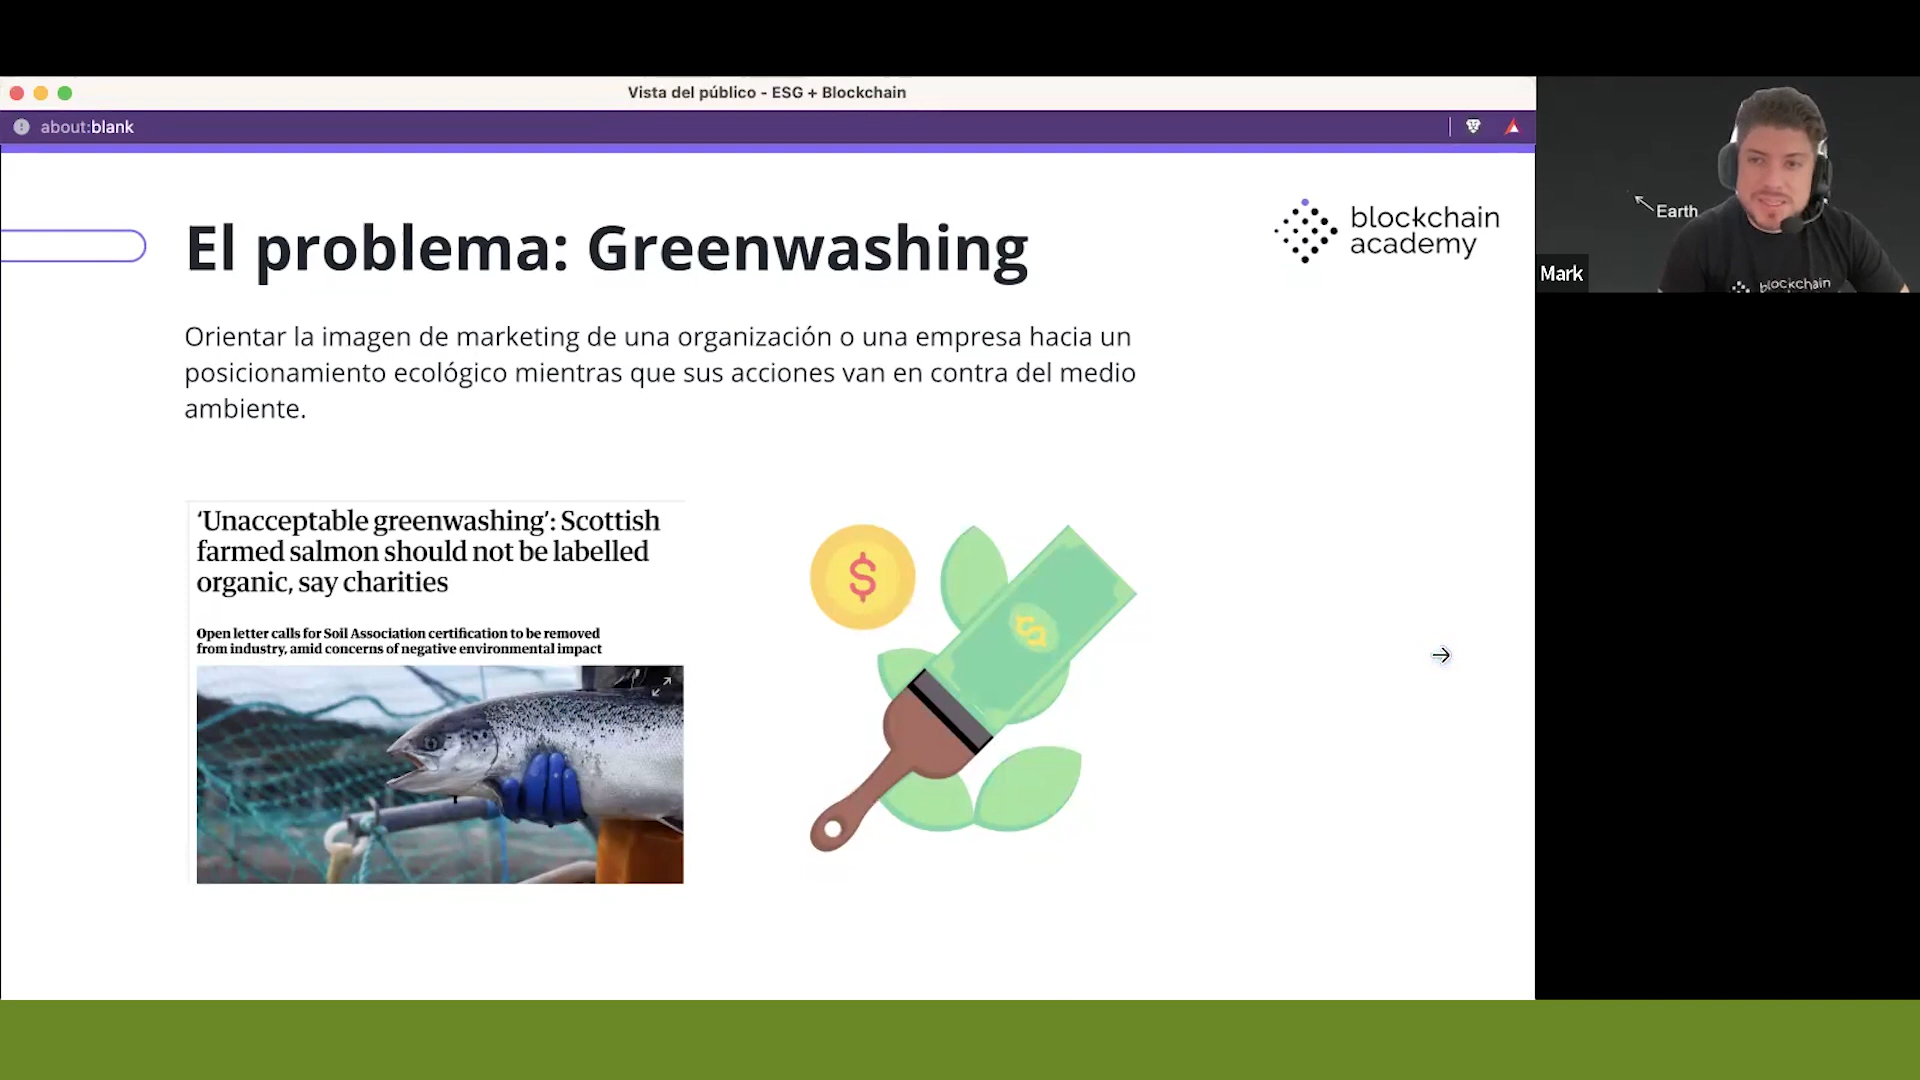 Vista del público - ESG + Blockchain
about:blank
El problema: Greenwashing
blockchain
academy
Orientar la imagen de marketing de una organización o una empresa hacia un
posicionamiento ecológico mientras que sus acciones van en contra del medio
ambiente.
‘Unacceptable greenwashing’: Scottish
farmed salmon should not be labelled
organic, say charities
Open letter calls for Soil Association certification to be removed
from industry, amid concerns of negative environmental impact
$
$
Earth
Mark
blockchain